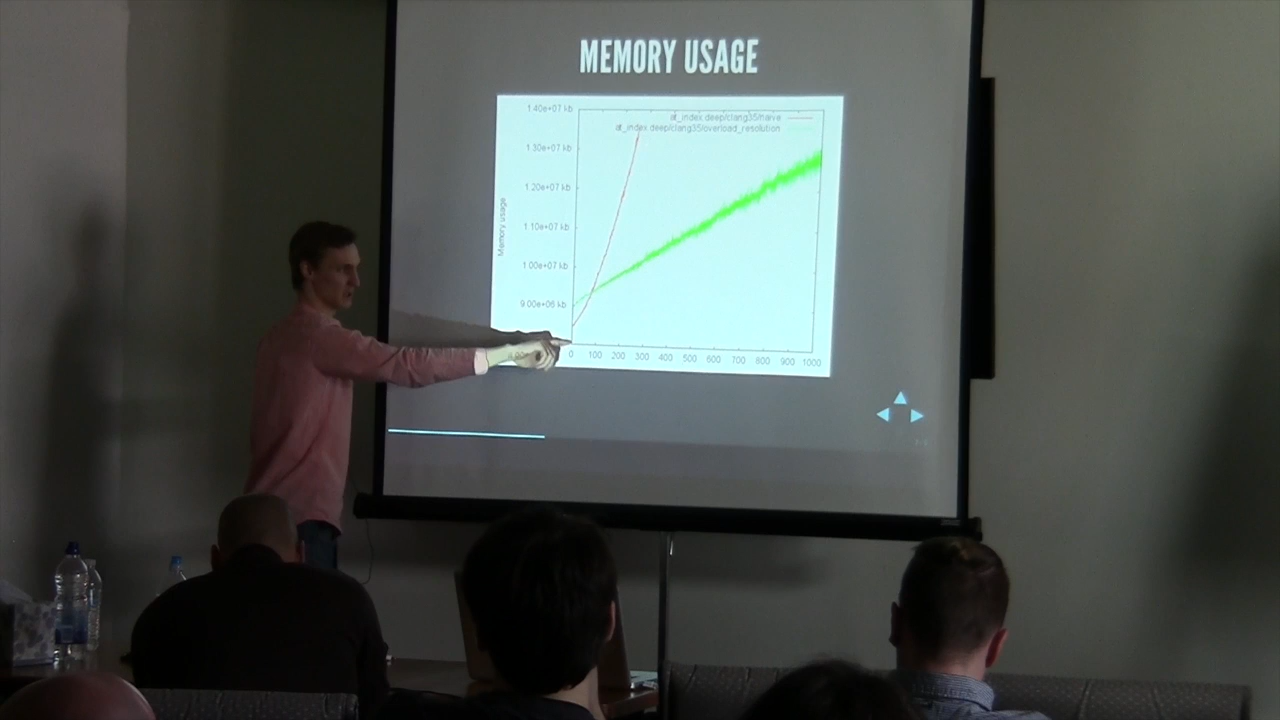 MEMORY USAGE
1.40e+07 kb
at_index.deep/clang35/naive
at_index.deep/clang35/overload_resolution
1.30e+07 kb
1.20e+07 kb
Memory usage
1.10e+07 kb
1.00e+07 kb
9.00e+06 kb
0 100 200 300 400 500 600 700 800 900 1000